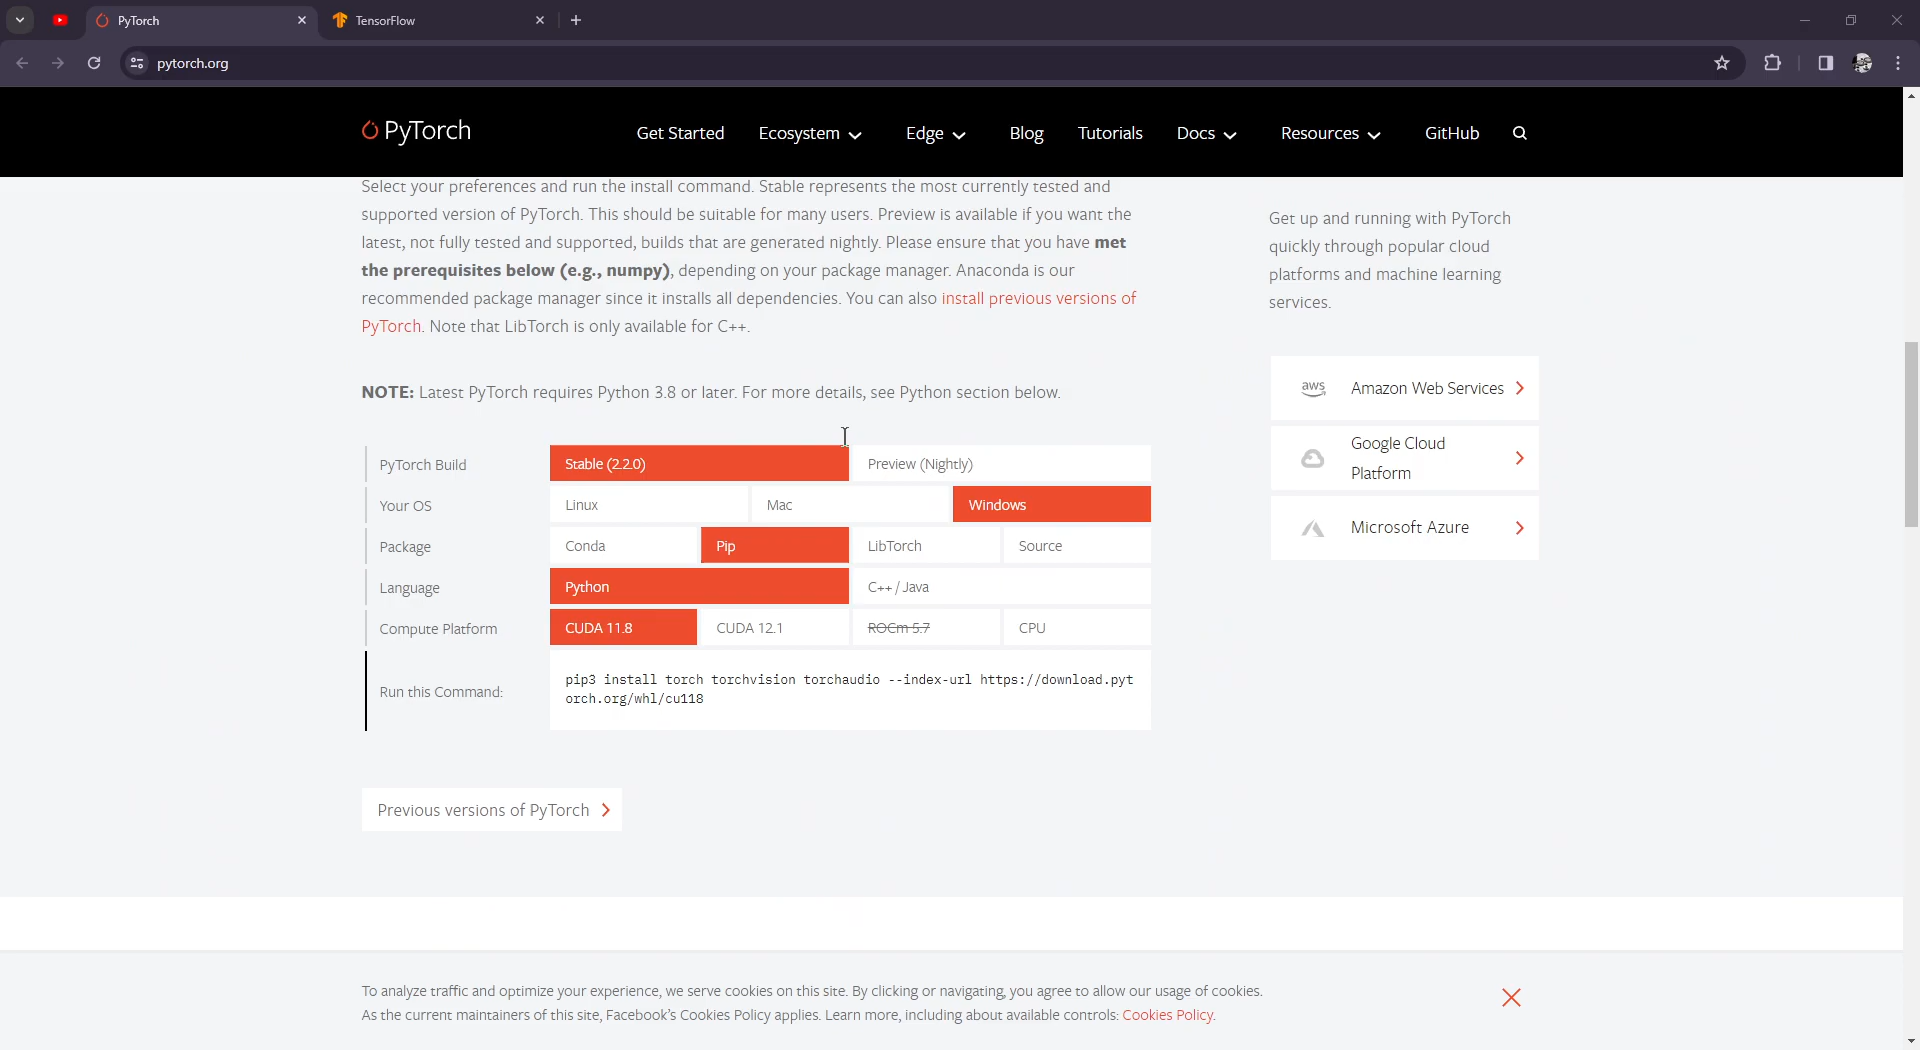 PyTorch
TensorFlow
pytorch.org
PyTorch
Get Started
Ecosystem
Edge
Blog
Tutorials
Docs
Resources
GitHub
Select your preferences and run the install command. Stable represents the most currently tested and
supported version of PyTorch. This should be suitable for many users. Preview is available if you want the
latest, not fully tested and supported, builds that are generated nightly. Please ensure that you have met
the prerequisites below (e.g., numpy), depending on your package manager. Anaconda is our
recommended package manager since it installs all dependencies. You can also install previous versions of
PyTorch. Note that LibTorch is only available for C++.
NOTE: Latest PyTorch requires Python 3.8 or later. For more details, see Python section below.
PyTorch Build
Stable (2.2.0)
Preview (Nightly)
Your OS
Linux
Mac
Windows
Package
Conda
Pip
LibTorch
Source
Language
Python
C++ / Java
Compute Platform
CUDA 11.8
CUDA 12.1
ROCm 5.7
CPU
Run this Command:
pip3 install torch torchvision torchaudio --index-url https://download.pyt
orch.org/whl/cu118
Previous versions of PyTorch
Get up and running with PyTorch
quickly through popular cloud
platforms and machine learning
services.
aws
Amazon Web Services
Google Cloud
Platform
Microsoft Azure
To analyze traffic and optimize your experience, we serve cookies on this site. By clicking or navigating, you agree to allow our usage of cookies.
As the current maintainers of this site, Facebook's Cookies Policy applies. Learn more, including about available controls: Cookies Policy.